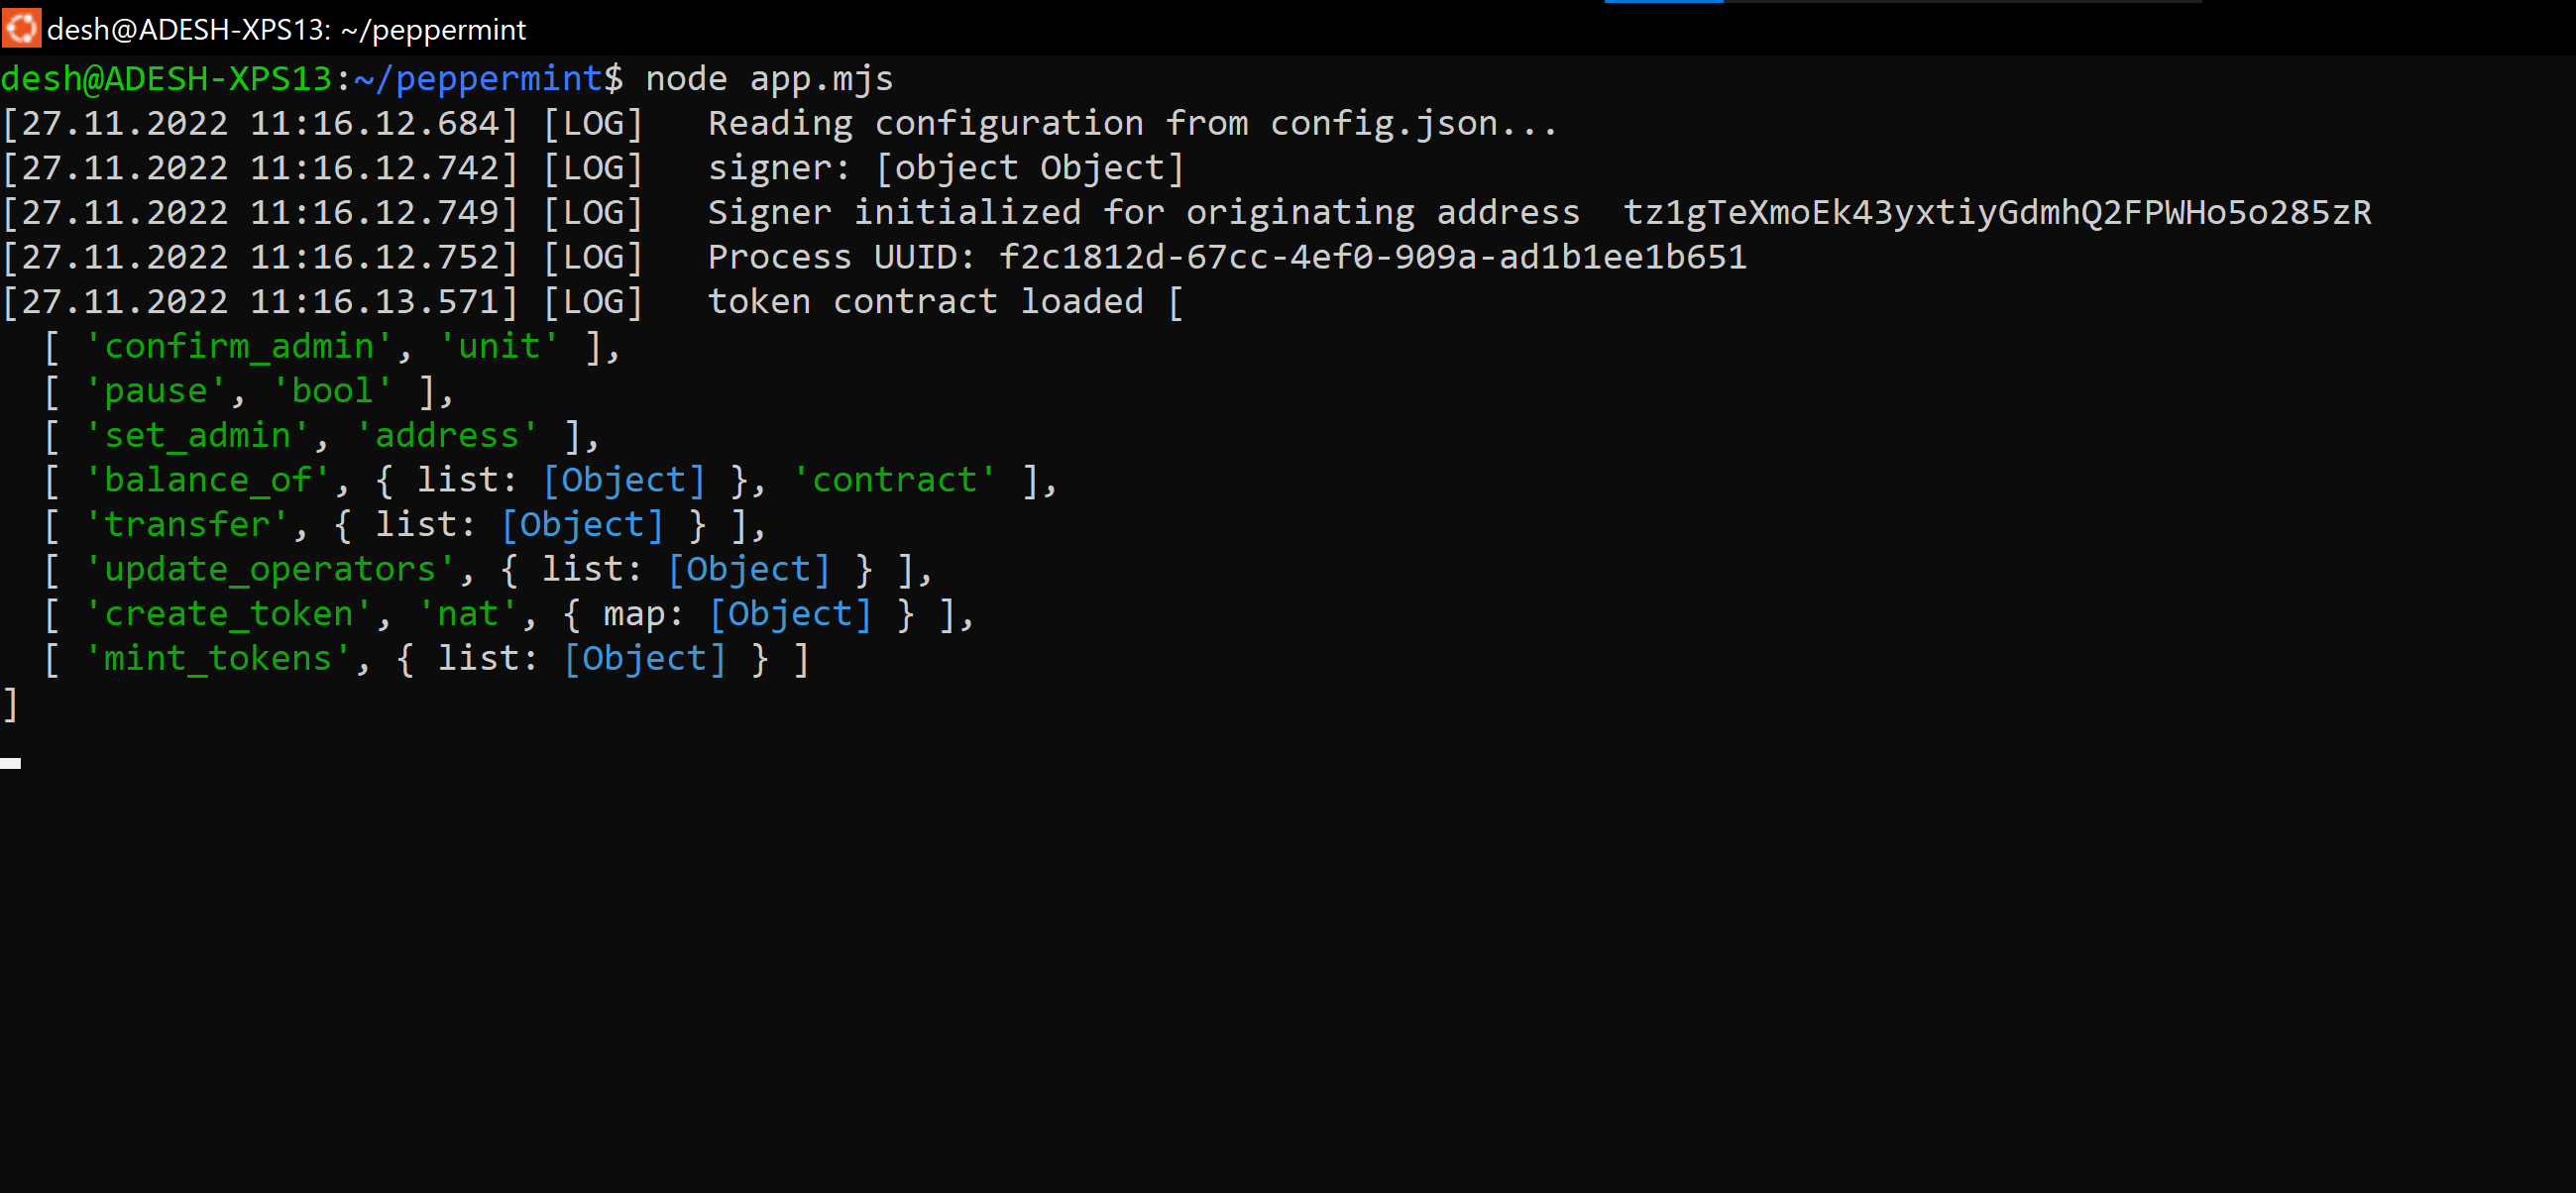 desh@ADESH-XPS13: ~/peppermint
desh@ADESH-XPS13:~/peppermint$ node app.mjs
[27.11.2022 11:16.12.684] [LOG]   Reading configuration from config.json...
[27.11.2022 11:16.12.742] [LOG]   signer: [object Object]
[27.11.2022 11:16.12.749] [LOG]   Signer initialized for originating address  tz1gTeXmoEk43yxtiyGdmhQ2FPWHo5o285zR
[27.11.2022 11:16.12.752] [LOG]   Process UUID: f2c1812d-67cc-4ef0-909a-ad1b1ee1b651
[27.11.2022 11:16.13.571] [LOG]   token contract loaded [
  [ 'confirm_admin', 'unit' ],
  [ 'pause', 'bool' ],
  [ 'set_admin', 'address' ],
  [ 'balance_of', { list: [Object] }, 'contract' ],
  [ 'transfer', { list: [Object] } ],
  [ 'update_operators', { list: [Object] } ],
  [ 'create_token', 'nat', { map: [Object] } ],
  [ 'mint_tokens', { list: [Object] } ]
]